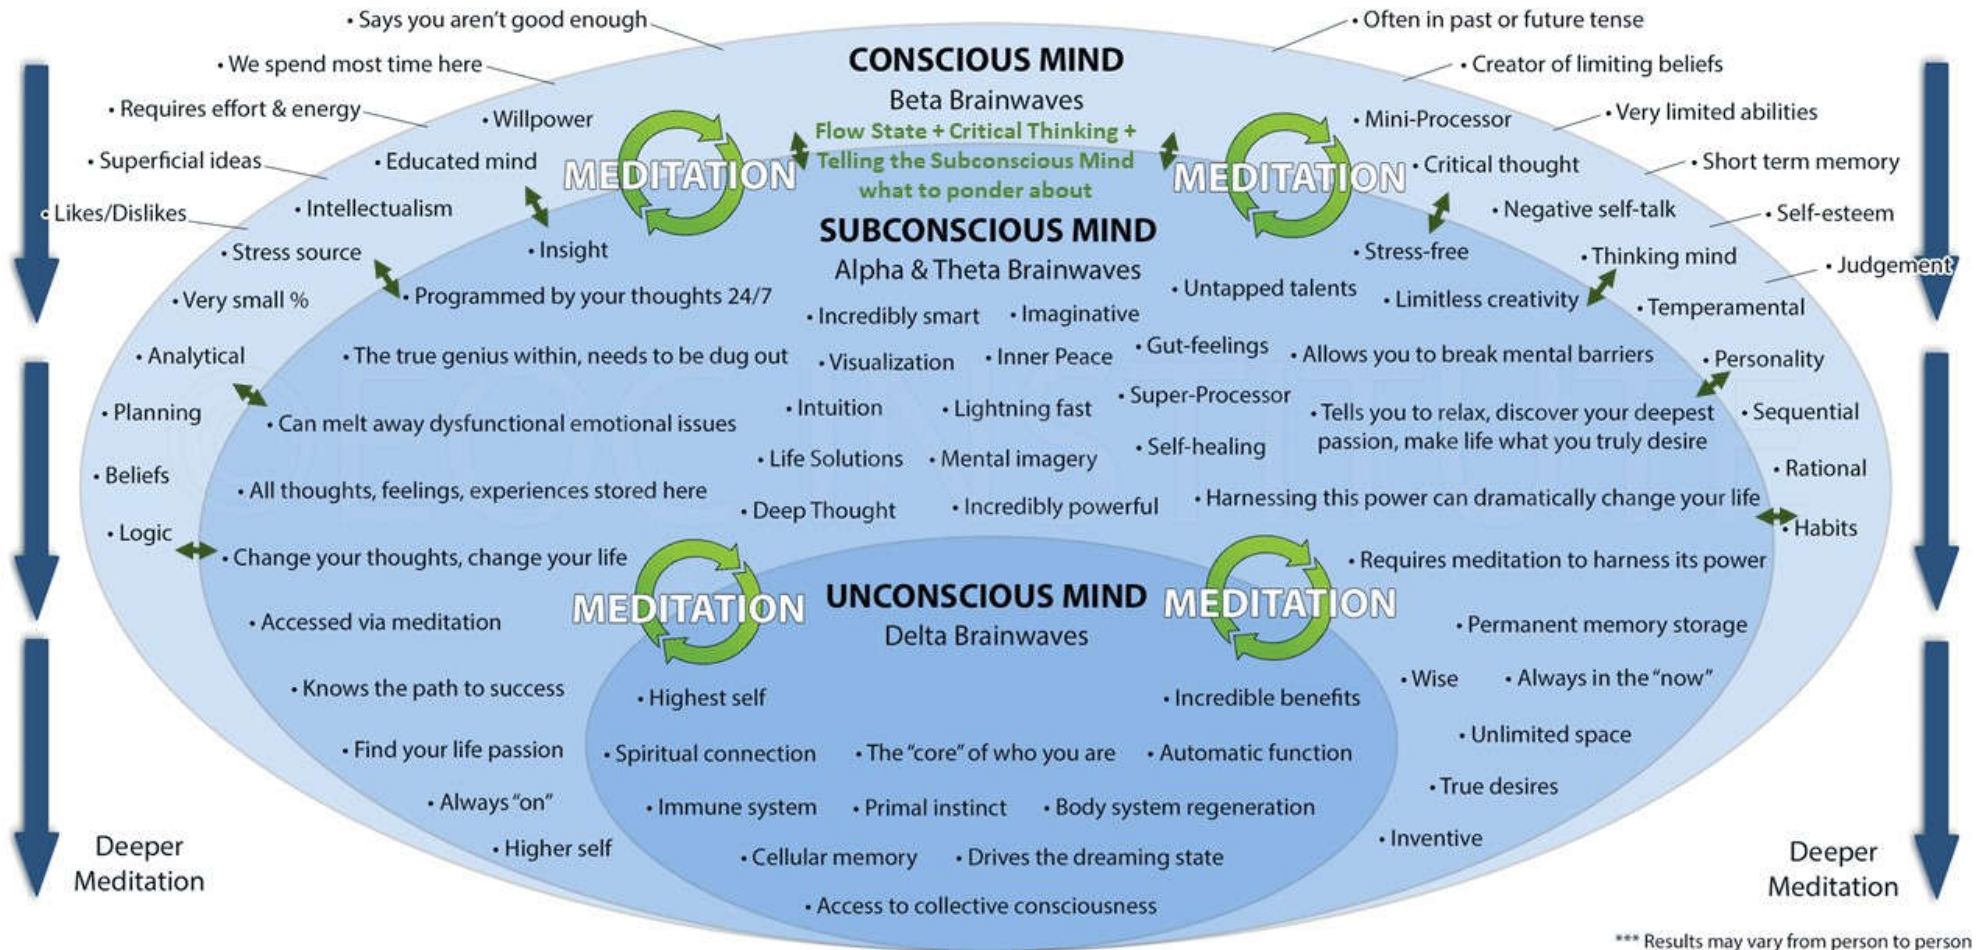 • Says you aren't good enough
• We spend most time here
• Requires effort & energy
• Superficial ideas
• Likes/Dislikes
• Often in past or future tense
• Creator of limiting beliefs
• Very limited abilities
• Short term memory
• Self-esteem
• Judgement
CONSCIOUS MIND
Beta Brainwaves
Flow State + Critical Thinking +
Telling the Subconscious Mind
what to ponder about
MEDITATION
MEDITATION
• Willpower
• Educated mind
• Intellectualism
• Stress source
• Very small %
• Analytical
• Planning
• Beliefs
• Logic
• Mini-Processor
• Critical thought
• Negative self-talk
• Thinking mind
• Temperamental
• Personality
• Sequential
• Rational
• Habits
SUBCONSCIOUS MIND
Alpha & Theta Brainwaves
• Insight
• Programmed by your thoughts 24/7
• The true genius within, needs to be dug out
• Can melt away dysfunctional emotional issues
• All thoughts, feelings, experiences stored here
• Change your thoughts, change your life
• Accessed via meditation
• Knows the path to success
• Find your life passion
• Always "on"
• Higher self
• Incredibly smart
• Imaginative
• Visualization
• Inner Peace
• Gut-feelings
• Intuition
• Lightning fast
• Super-Processor
• Life Solutions
• Mental imagery
• Self-healing
• Deep Thought
• Incredibly powerful
• Stress-free
• Untapped talents
• Limitless creativity
• Allows you to break mental barriers
• Tells you to relax, discover your deepest
passion, make life what you truly desire
• Harnessing this power can dramatically change your life
• Requires meditation to harness its power
• Permanent memory storage
• Wise
• Always in the "now"
• Unlimited space
• True desires
• Inventive
MEDITATION
MEDITATION
UNCONSCIOUS MIND
Delta Brainwaves
• Highest self
• Incredible benefits
• Spiritual connection
• The "core" of who you are
• Automatic function
• Immune system
• Primal instinct
• Body system regeneration
• Cellular memory
• Drives the dreaming state
• Access to collective consciousness
Deeper
Meditation
Deeper
Meditation
*** Results may vary from person to person
©EOC INSTITUTE